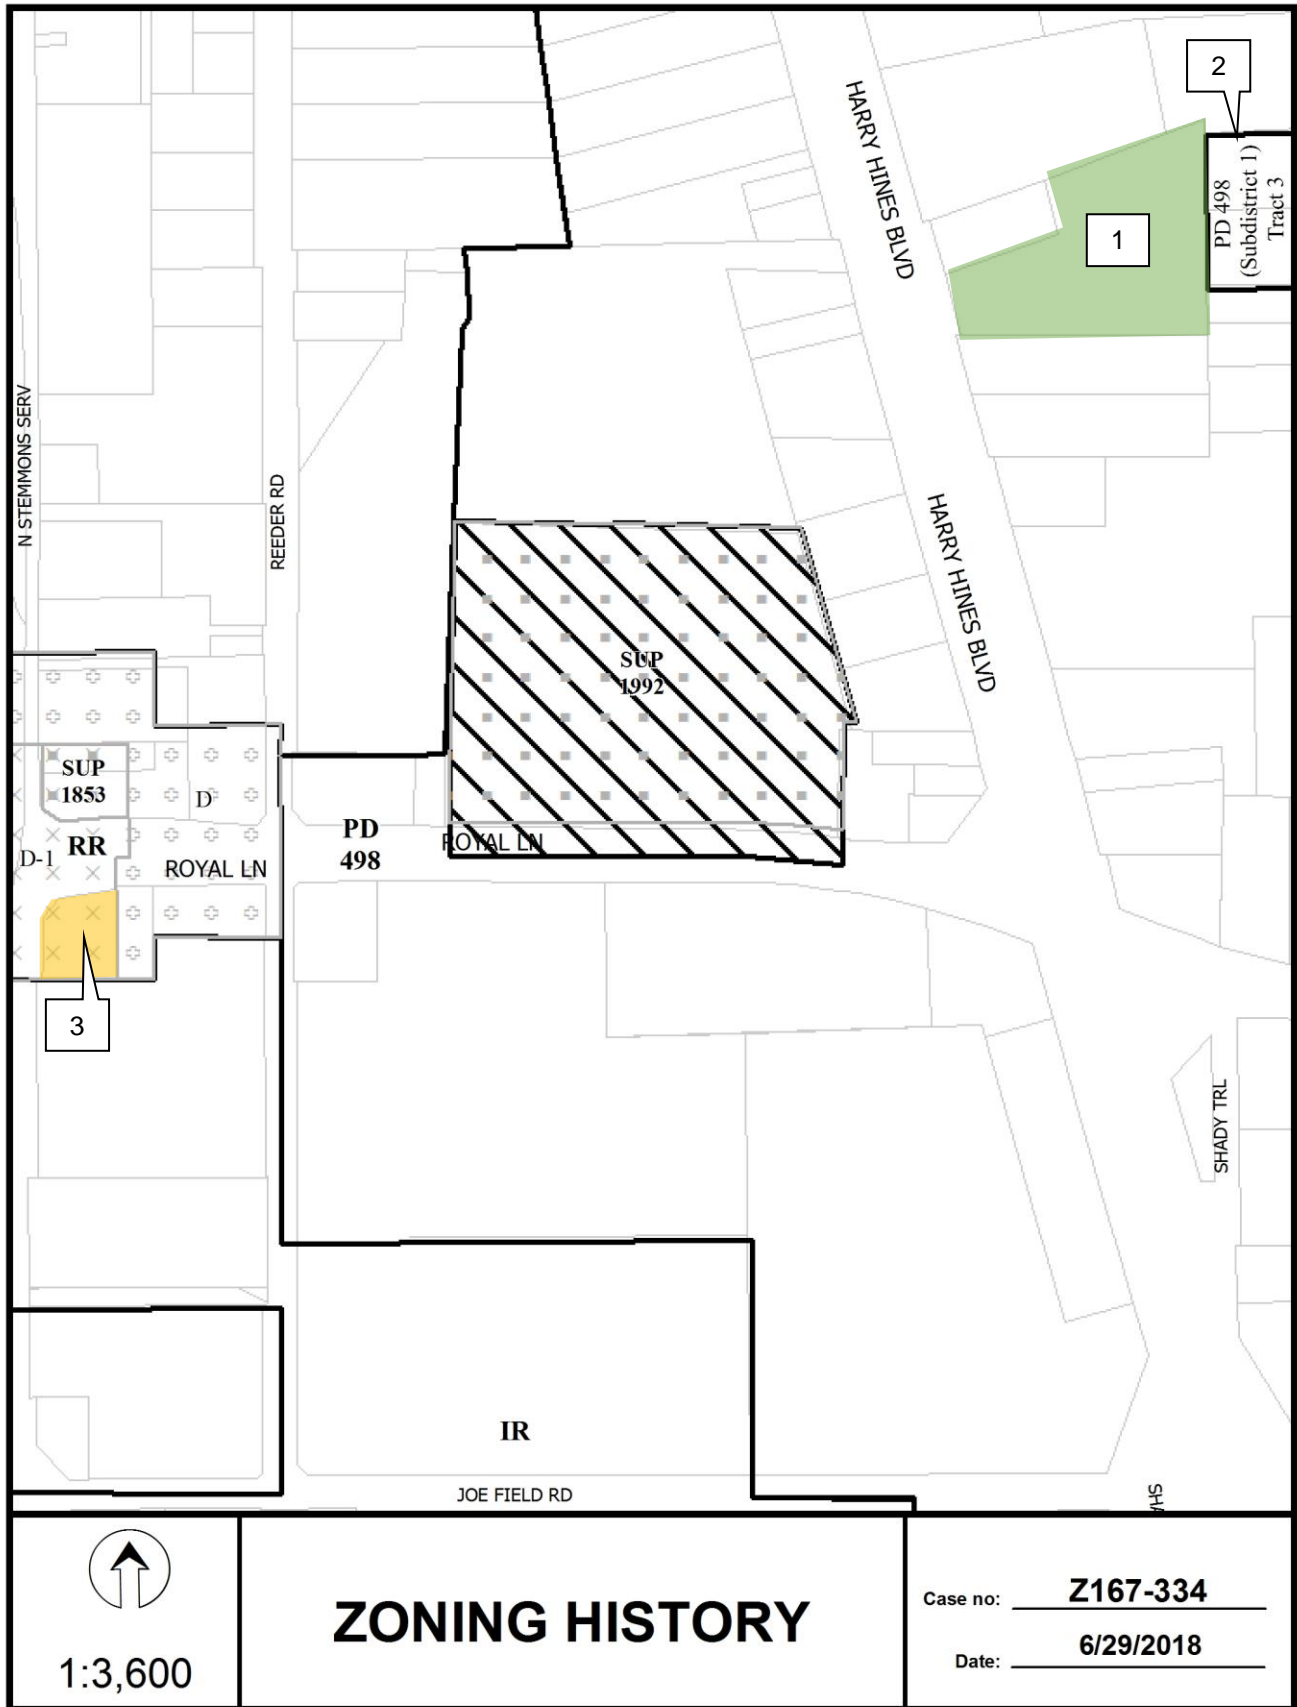 2
HARRY HINES BLVD
PD 498
(Subdistrict 1)
Tract 3
1
N STEMMONS SERV
REEDER RD
HARRY HINES BLVD
SUP
1992
SUP
1853
D
PD
498
ROYAL LN
RR
D-1
ROYAL LN
3
SHADY TRL
IR
JOE FIELD RD
1:3,600
ZONING HISTORY
Case no: Z167-334
Date: 6/29/2018